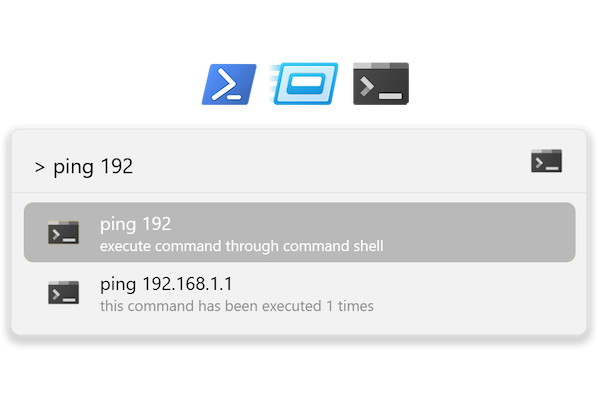 > ping 192
ping 192
execute command through command shell
ping 192.168.1.1
this command has been executed 1 times